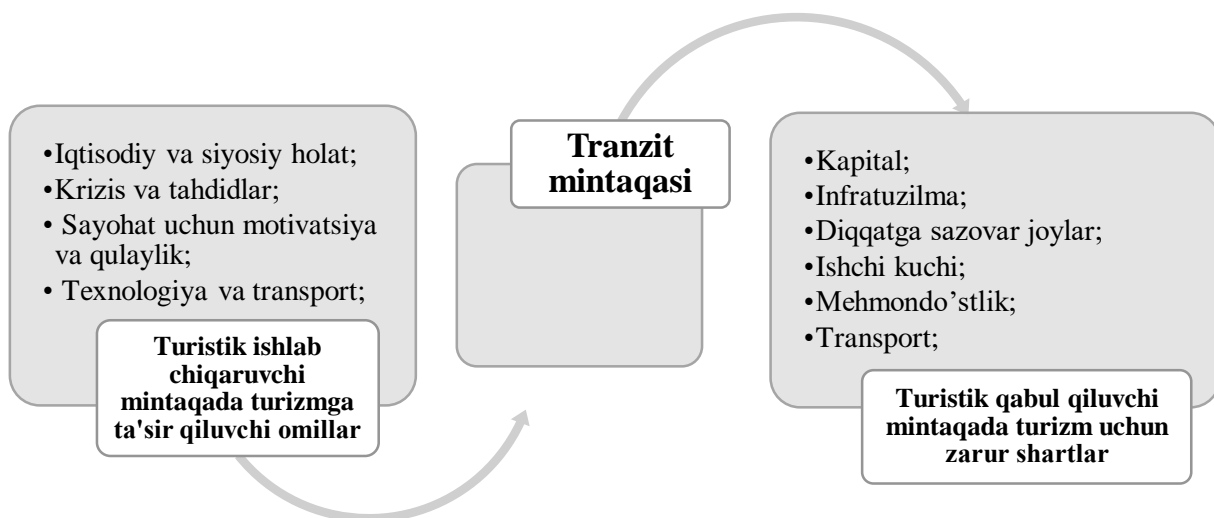 •Iqtisodiy va siyosiy holat;
•Krizis va tahdidlar;
• Sayohat uchun motivatsiya
va qulaylik;
• Texnologiya va transport;
Turistik ishlab
chiqaruvchi
mintaqada turizmga
ta'sir qiluvchi omillar
Tranzit
mintaqasi
•Kapital;
•Infratuzilma;
•Diqqatga sazovar joylar;
•Ishchi kuchi;
•Mehmondo’stlik;
•Transport;
Turistik qabul qiluvchi
mintaqada turizm uchun
zarur shartlar